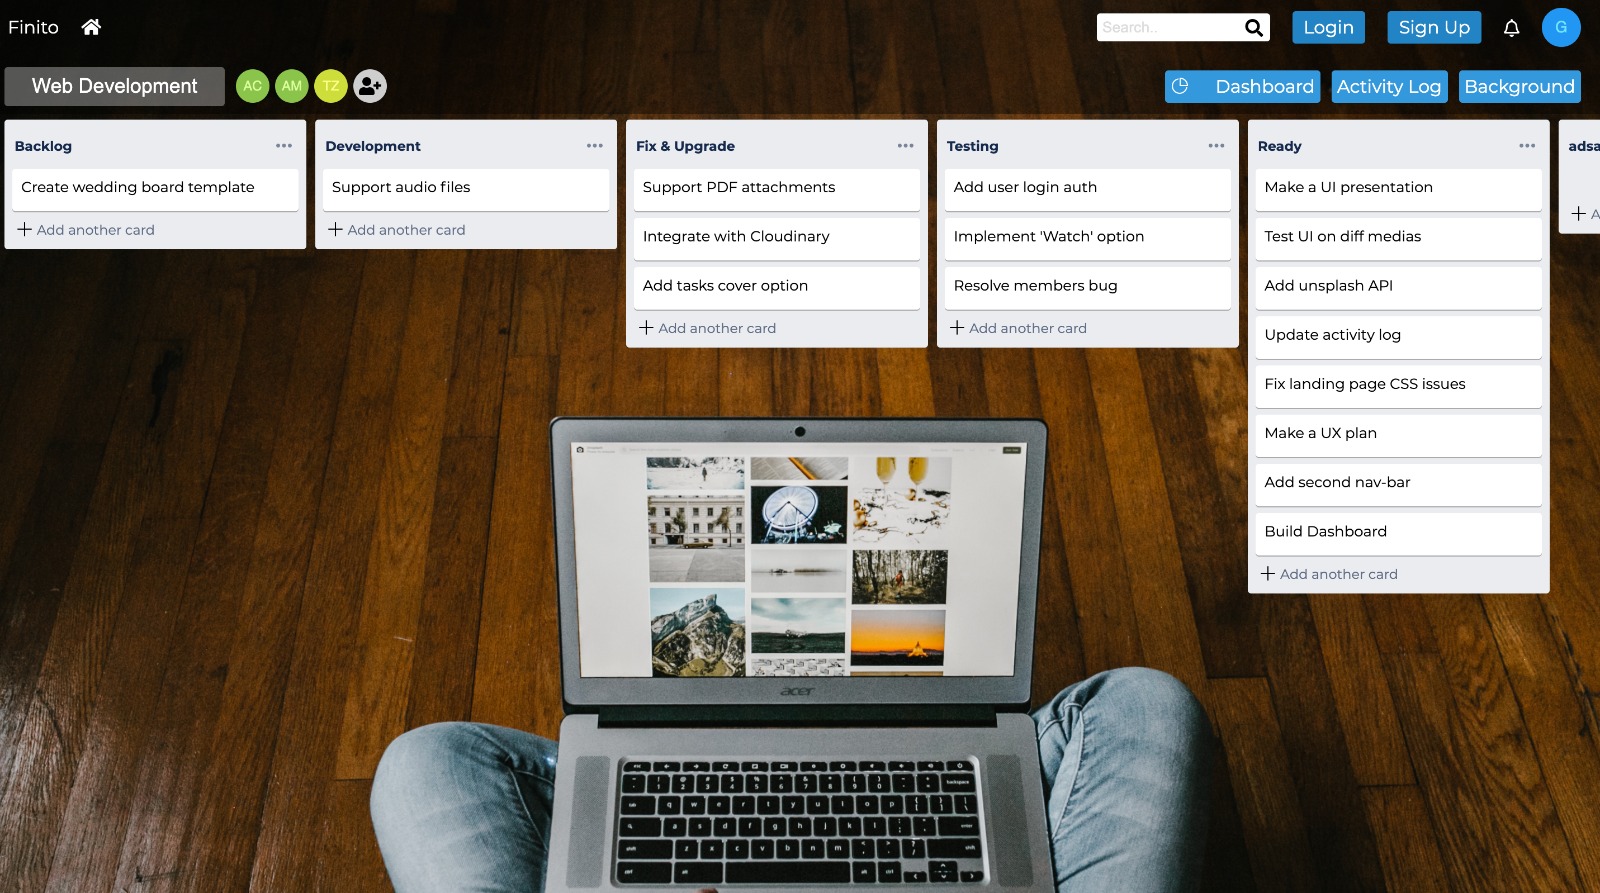 Finito
Search..
Login
Sign Up
G
Web Development
AC
AM
TZ
Dashboard
Activity Log
Background
Backlog
Create wedding board template
Add another card
Development
Support audio files
Add another card
Fix & Upgrade
Support PDF attachments
Integrate with Cloudinary
Add tasks cover option
Add another card
Testing
Add user login auth
Implement 'Watch' option
Resolve members bug
Add another card
Ready
Make a UI presentation
Test UI on diff medias
Add unsplash API
Update activity log
Fix landing page CSS issues
Make a UX plan
Add second nav-bar
Build Dashboard
Add another card
adsa
A
acer